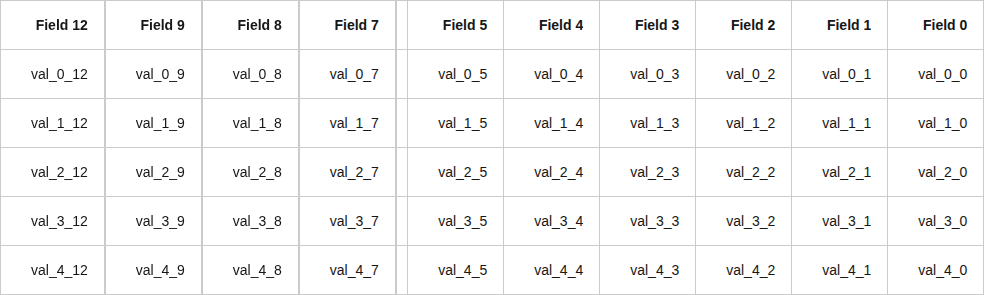 Field 12 Field 9 Field 8 Field 7 Field 5 Field 4 Field 3 Field 2 Field 1 Field 0
val_0_12 val_0_9 val_0_8 val_0_7 val_0_5 val_0_4 val_0_3 val_0_2 val_0_1 val_0_0
val_1_12 val_1_9 val_1_8 val_1_7 val_1_5 val_1_4 val_1_3 val_1_2 val_1_1 val_1_0
val_2_12 val_2_9 val_2_8 val_2_7 val_2_5 val_2_4 val_2_3 val_2_2 val_2_1 val_2_0
val_3_12 val_3_9 val_3_8 val_3_7 val_3_5 val_3_4 val_3_3 val_3_2 val_3_1 val_3_0
val_4_12 val_4_9 val_4_8 val_4_7 val_4_5 val_4_4 val_4_3 val_4_2 val_4_1 val_4_0